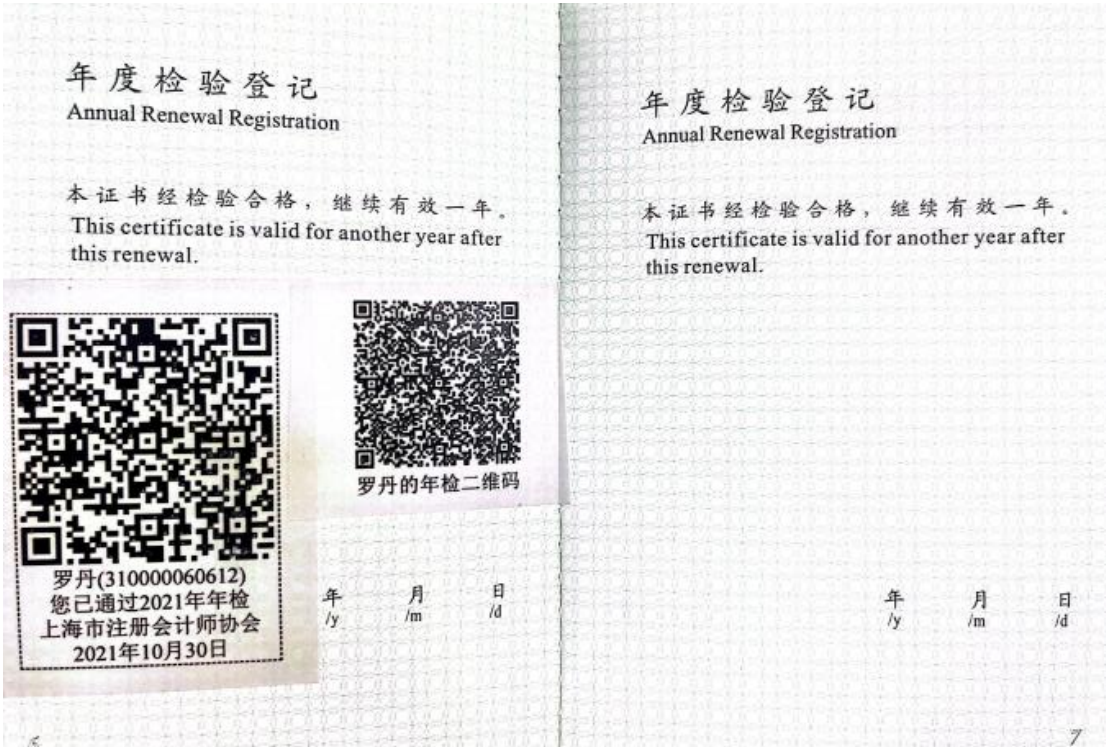 年度检验登记
Annual Renewal Registration
本证书经检验合格，继续有效一年。
This certificate is valid for another year after
this renewal.
罗丹(310000060612)
您已通过2021年年检
上海市注册会计师协会
2021年10月30日
罗丹的年检二维码
年 月 日
/y /m /d
年度检验登记
Annual Renewal Registration
本证书经检验合格，继续有效一年。
This certificate is valid for another year after
this renewal.
年 月 日
/y /m /d
7